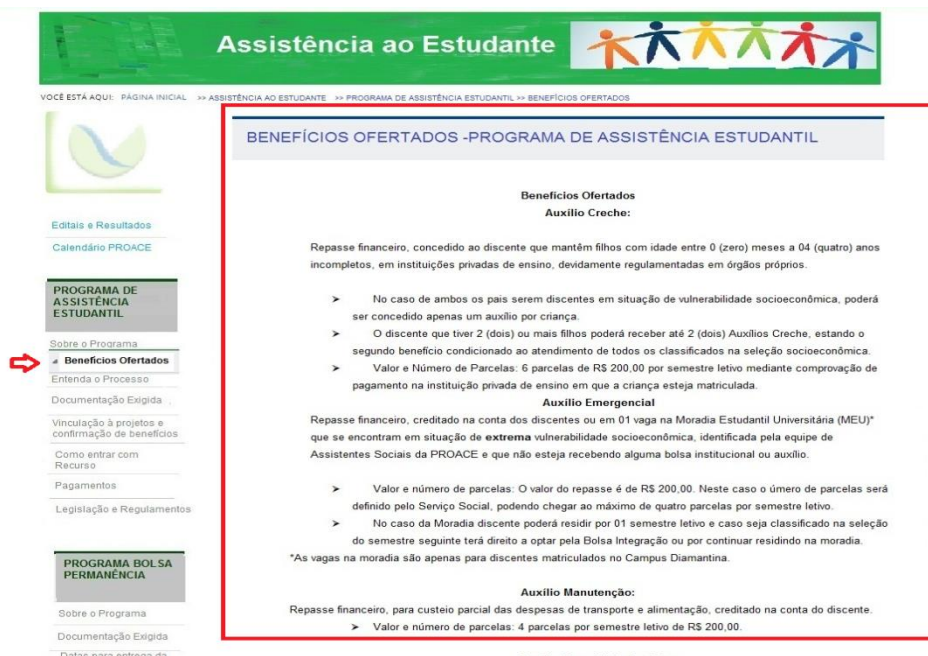 Assistência ao Estudante
VOCÊ ESTÁ AQUI: PÁGINA INICIAL >> ASSISTÊNCIA AO ESTUDANTE >> PROGRAMA DE ASSISTÊNCIA ESTUDANTIL >> BENEFÍCIOS OFERTADOS
Editais e Resultados
Calendário PROACE
PROGRAMA DE
ASSISTÊNCIA
ESTUDANTIL
Sobre o Programa
Benefícios Ofertados
Entenda o Processo
Documentação Exigida
Vinculação à projetos e
confirmação de benefícios
Como entrar com
Recurso
Pagamentos
Legislação e Regulamentos
PROGRAMA BOLSA
PERMANÊNCIA
Sobre o Programa
Documentação Exigida
Datas para entrega da
BENEFÍCIOS OFERTADOS -PROGRAMA DE ASSISTÊNCIA ESTUDANTIL
Benefícios Ofertados
Auxílio Creche:
Repasse financeiro, concedido ao discente que mantêm filhos com idade entre 0 (zero) meses a 04 (quatro) anos
incompletos, em instituições privadas de ensino, devidamente regulamentadas em órgãos próprios.
➤ No caso de ambos os pais serem discentes em situação de vulnerabilidade socioeconômica, poderá
ser concedido apenas um auxílio por criança.
➤ O discente que tiver 2 (dois) ou mais filhos poderá receber até 2 (dois) Auxílios Creche, estando o
segundo benefício condicionado ao atendimento de todos os classificados na seleção socioeconômica.
➤ Valor e Número de Parcelas: 6 parcelas de R$ 200,00 por semestre letivo mediante comprovação de
pagamento na instituição privada de ensino em que a criança esteja matriculada.
Auxílio Emergencial
Repasse financeiro, creditado na conta dos discentes ou em 01 vaga na Moradia Estudantil Universitária (MEU)*
que se encontram em situação de extrema vulnerabilidade socioeconômica, identificada pela equipe de
Assistentes Sociais da PROACE e que não esteja recebendo alguma bolsa institucional ou auxílio.
➤ Valor e número de parcelas: O valor do repasse é de R$ 200,00. Neste caso o úmero de parcelas será
definido pelo Serviço Social, podendo chegar ao máximo de quatro parcelas por semestre letivo.
➤ No caso da Moradia discente poderá residir por 01 semestre letivo e caso seja classificado na seleção
do semestre seguinte terá direito a optar pela Bolsa Integração ou por continuar residindo na moradia.
*As vagas na moradia são apenas para discentes matriculados no Campus Diamantina.
Auxílio Manutenção:
Repasse financeiro, para custeio parcial das despesas de transporte e alimentação, creditado na conta do discente.
➤ Valor e número de parcelas: 4 parcelas por semestre letivo de R$ 200,00.